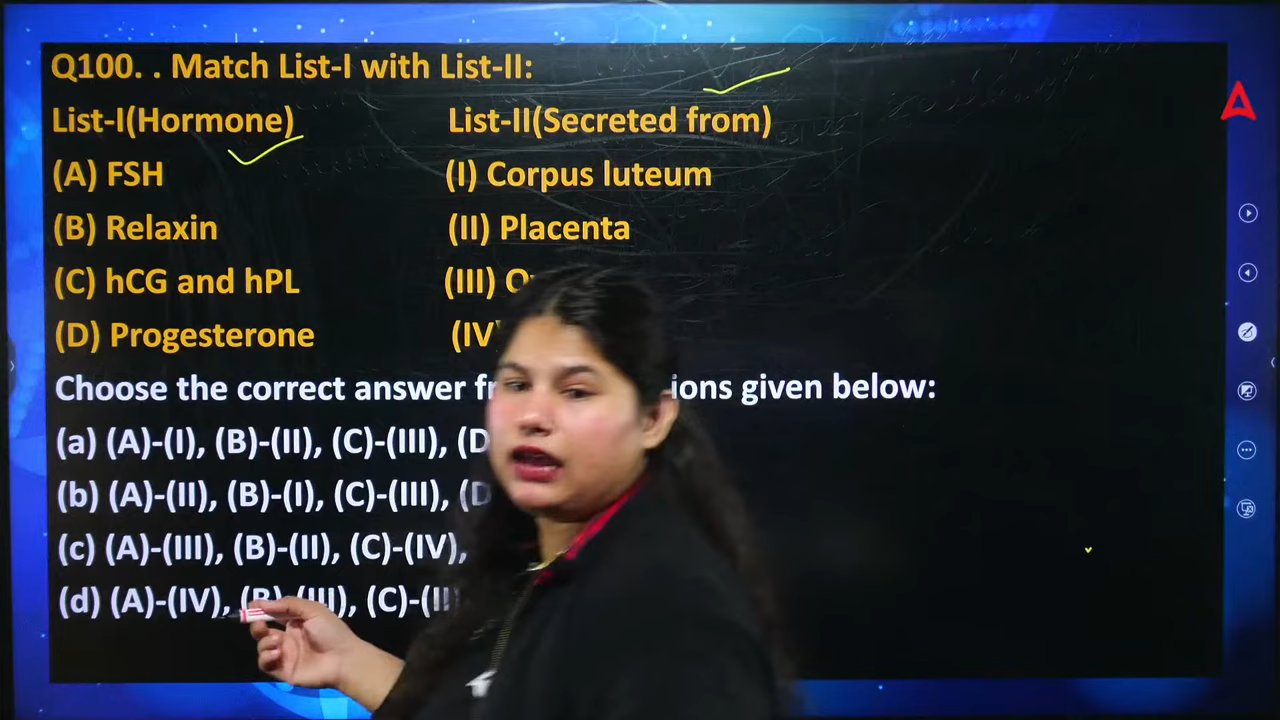 Q100. . Match List-I with List-II:
List-I(Hormone) List-II(Secreted from)
(A) FSH (I) Corpus luteum
(B) Relaxin (II) Placenta
(C) hCG and hPL (III)
(D) Progesterone (IV)
Choose the correct answer given below:
(a) (A)-(I), (B)-(II), (C)-(III), (D
(b) (A)-(II), (B)-(I), (C)-(III), (D
(c) (A)-(III), (B)-(II), (C)-(IV),
(d) (A)-(IV), (B)-(III), (C)-(II